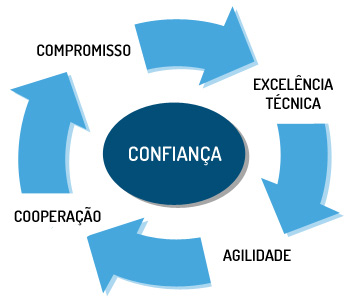 COMPROMISSO
EXCELÊNCIA
TÉCNICA
CONFIANÇA
COOPERAÇÃO
AGILIDADE